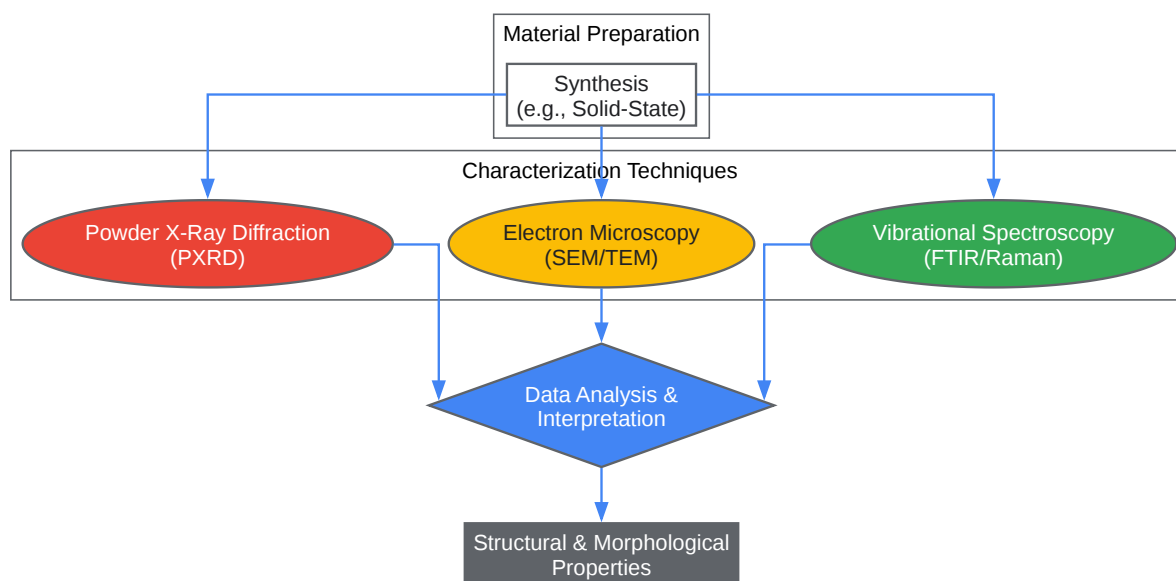 Material Preparation
Synthesis
(e.g., Solid-State)
Characterization Techniques
Powder X-Ray Diffraction
(PXRD)
Electron Microscopy
(SEM/TEM)
Vibrational Spectroscopy
(FTIR/Raman)
Data Analysis &
Interpretation
Structural & Morphological
Properties